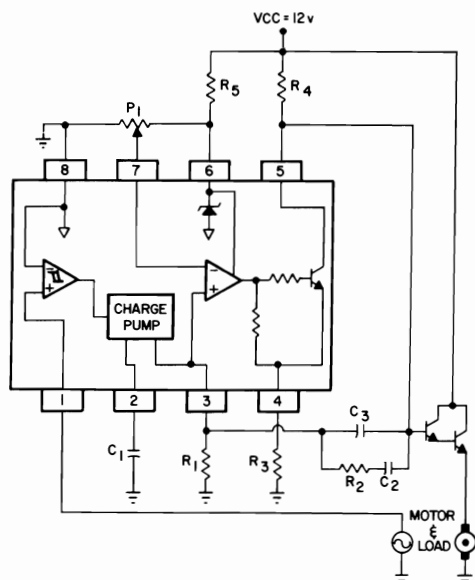 VCC = 12v
R5
R4
P1
8
7
6
5
CHARGE
PUMP
1
2
3
4
C1
R1
R3
C3
R2
C2
MOTOR
&
LOAD